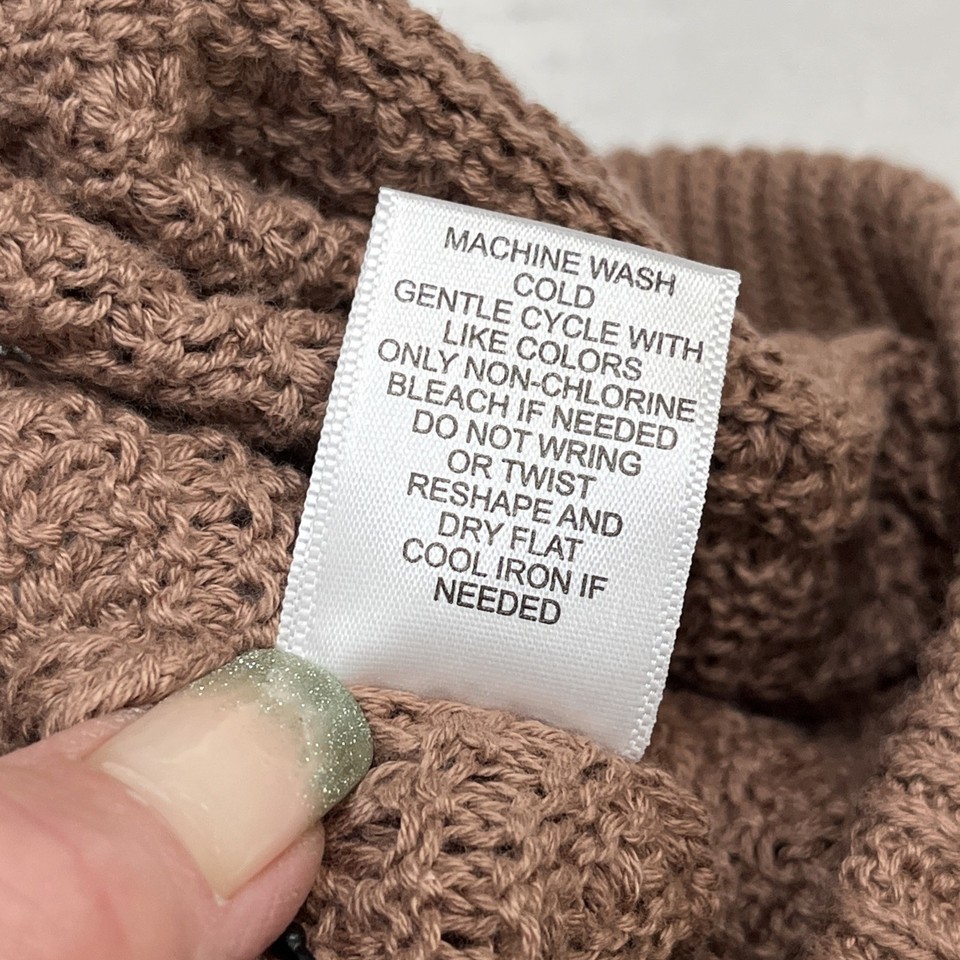 MACHINE WASH
COLD
GENTLE CYCLE WITH
LIKE COLORS
ONLY NON-CHLORINE
BLEACH IF NEEDED
DO NOT WRING
OR TWIST
RESHAPE AND
DRY FLAT
COOL IRON IF
NEEDED